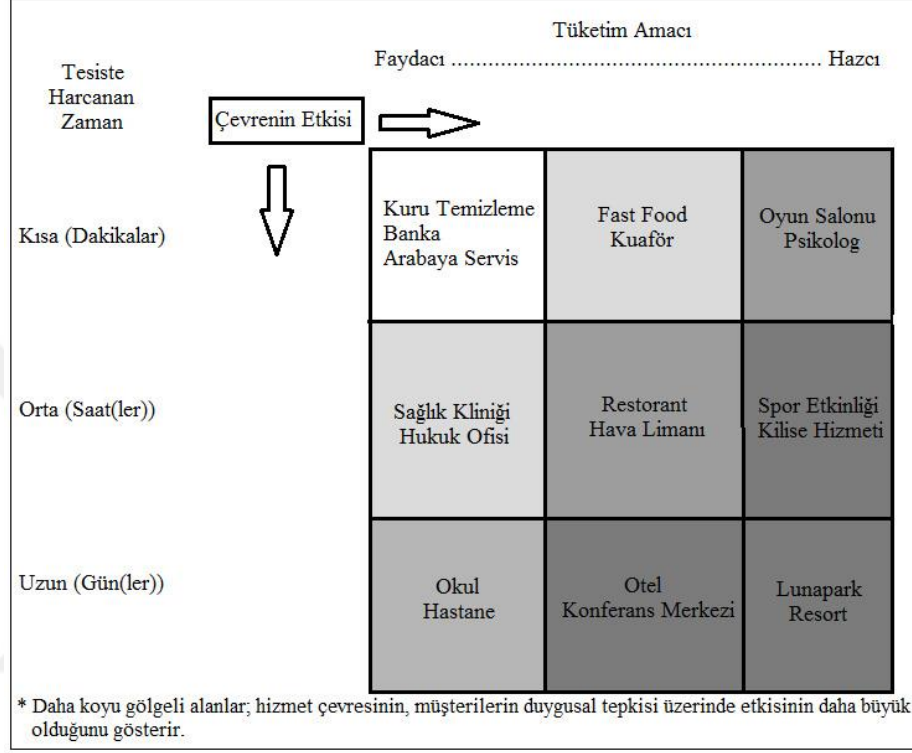 Tüketim Amacı
Faydacı ............................................................ Hazcı
Tesiste
Harcanan
Zaman
Çevrenin Etkisi
Kısa (Dakikalar)
Kuru Temizleme
Banka
Arabaya Servis
Fast Food
Kuaför
Oyun Salonu
Psikolog
Orta (Saat(ler))
Sağlık Kliniği
Hukuk Ofisi
Restorant
Hava Limanı
Spor Etkinliği
Kilise Hizmeti
Uzun (Gün(ler))
Okul
Hastane
Otel
Konferans Merkezi
Lunapark
Resort
* Daha koyu gölgeli alanlar; hizmet çevresinin, müşterilerin duygusal tepkisi üzerinde etkisinin daha büyük
olduğunu gösterir.